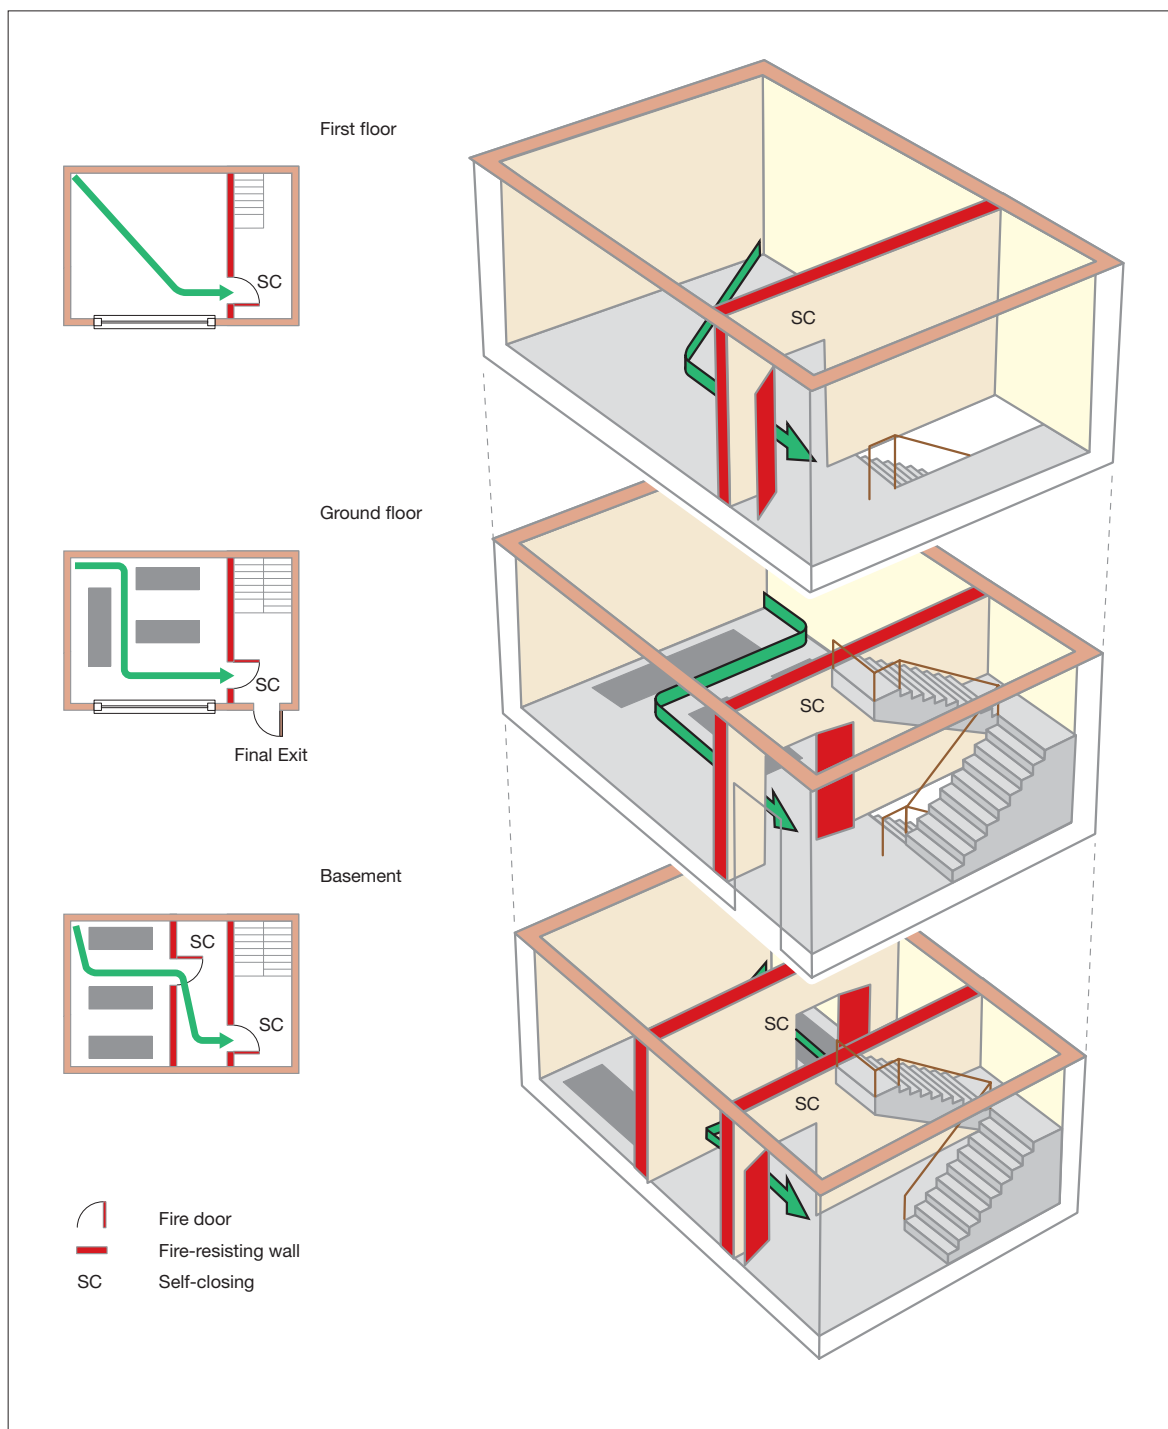 First floor
SC
SC
Ground floor
SC
SC
Final Exit
Basement
SC
SC
SC
SC
Fire door
Fire-resisting wall
SC Self-closing